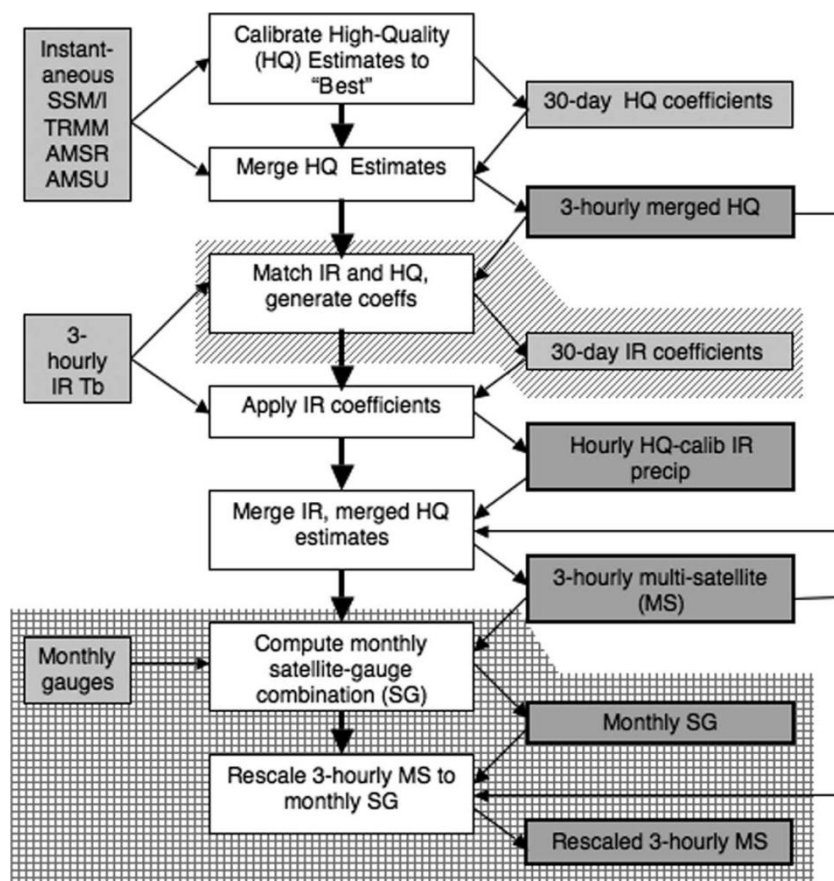 Instant-
aneous
SSM/I
TRMM
AMSR
AMSU
Calibrate High-Quality
(HQ) Estimates to
“Best”
30-day HQ coefficients
Merge HQ Estimates
3-hourly merged HQ
Match IR and HQ,
generate coeffs
3-
hourly
IR Tb
30-day IR coefficients
Apply IR coefficients
Hourly HQ-calib IR
precip
Merge IR, merged HQ
estimates
3-hourly multi-satellite
(MS)
Monthly
gauges
Compute monthly
satellite-gauge
combination (SG)
Monthly SG
Rescale 3-hourly MS to
monthly SG
Rescaled 3-hourly MS